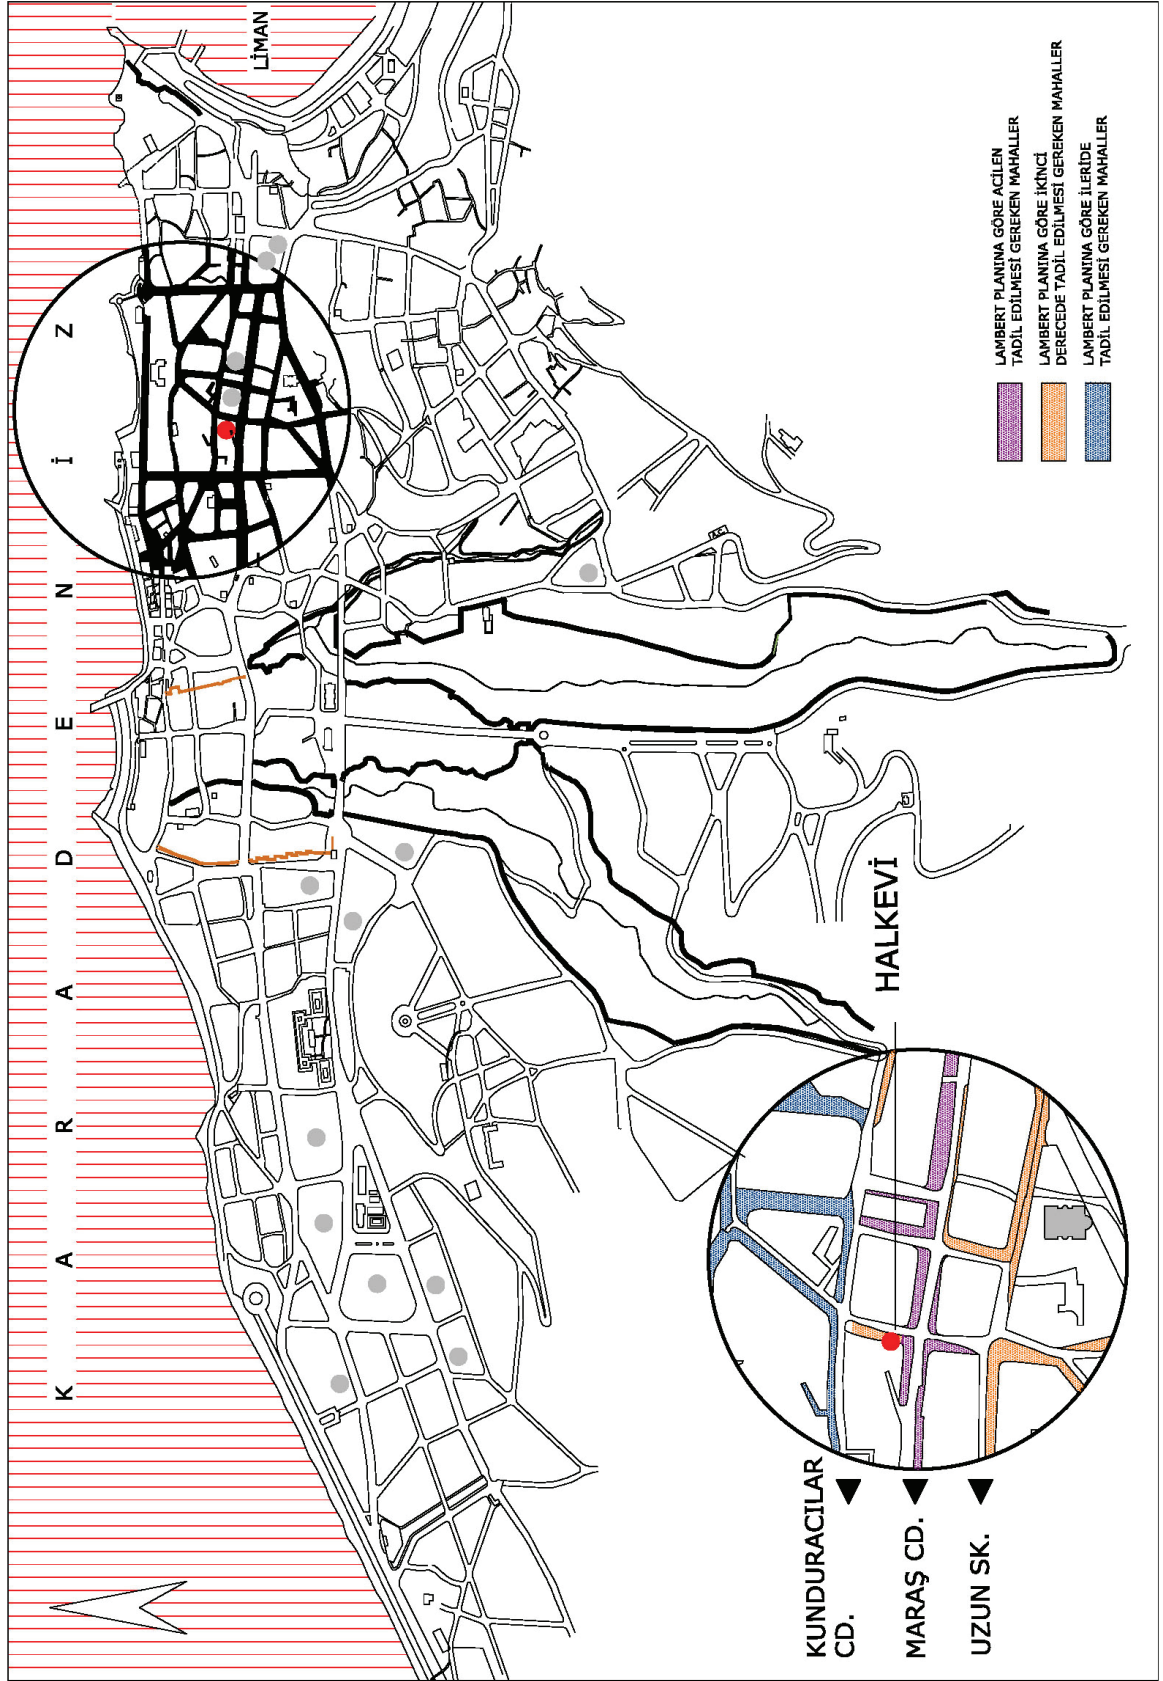 KARADENİZ
LİMAN
HALKEVİ
KUNDURACILAR
CD.
MARAŞ CD.
UZUN SK.
LAMBERT PLANINA GÖRE ACİLEN
TADİL EDİLMESİ GEREKEN MAHALLER
LAMBERT PLANINA GÖRE İKİNCİ
DERECEDE TADİL EDİLMESİ GEREKEN MAHALLER
LAMBERT PLANINA GÖRE İLERİDE
TADİL EDİLMESİ GEREKEN MAHALLER